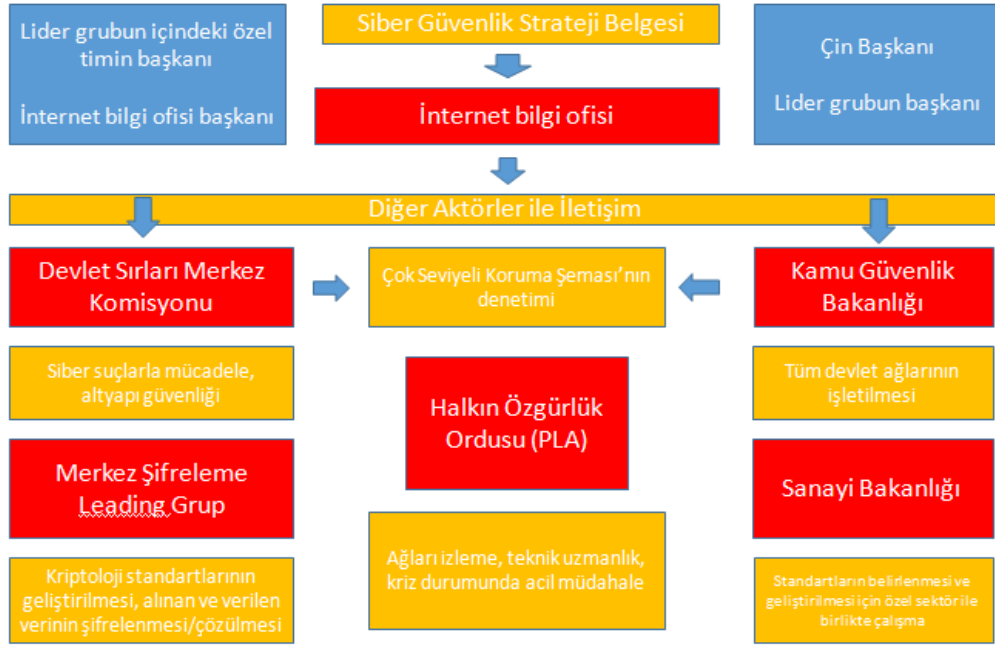 Lider grubun içindeki özel
timin başkanı
İnternet bilgi ofisi başkanı
Siber Güvenlik Strateji Belgesi
İnternet bilgi ofisi
Çin Başkanı
Lider grubun başkanı
Diğer Aktörler ile İletişim
Devlet Sırları Merkez
Komisyonu
Çok Seviyeli Koruma Şeması’nın
denetimi
Kamu Güvenlik
Bakanlığı
Siber suçlarla mücadele,
altyapı güvenliği
Halkın Özgürlük
Ordusu (PLA)
Tüm devlet ağlarının
işletilmesi
Merkez Şifreleme
Leading Grup
Sanayi Bakanlığı
Kriptoloji standartlarının
geliştirilmesi, alınan ve verilen
verinin şifrelenmesi/çözülmesi
Ağları izleme, teknik uzmanlık,
kriz durumunda acil müdahale
Standartların belirlenmesi ve
geliştirilmesi için özel sektör ile
birlikte çalışma